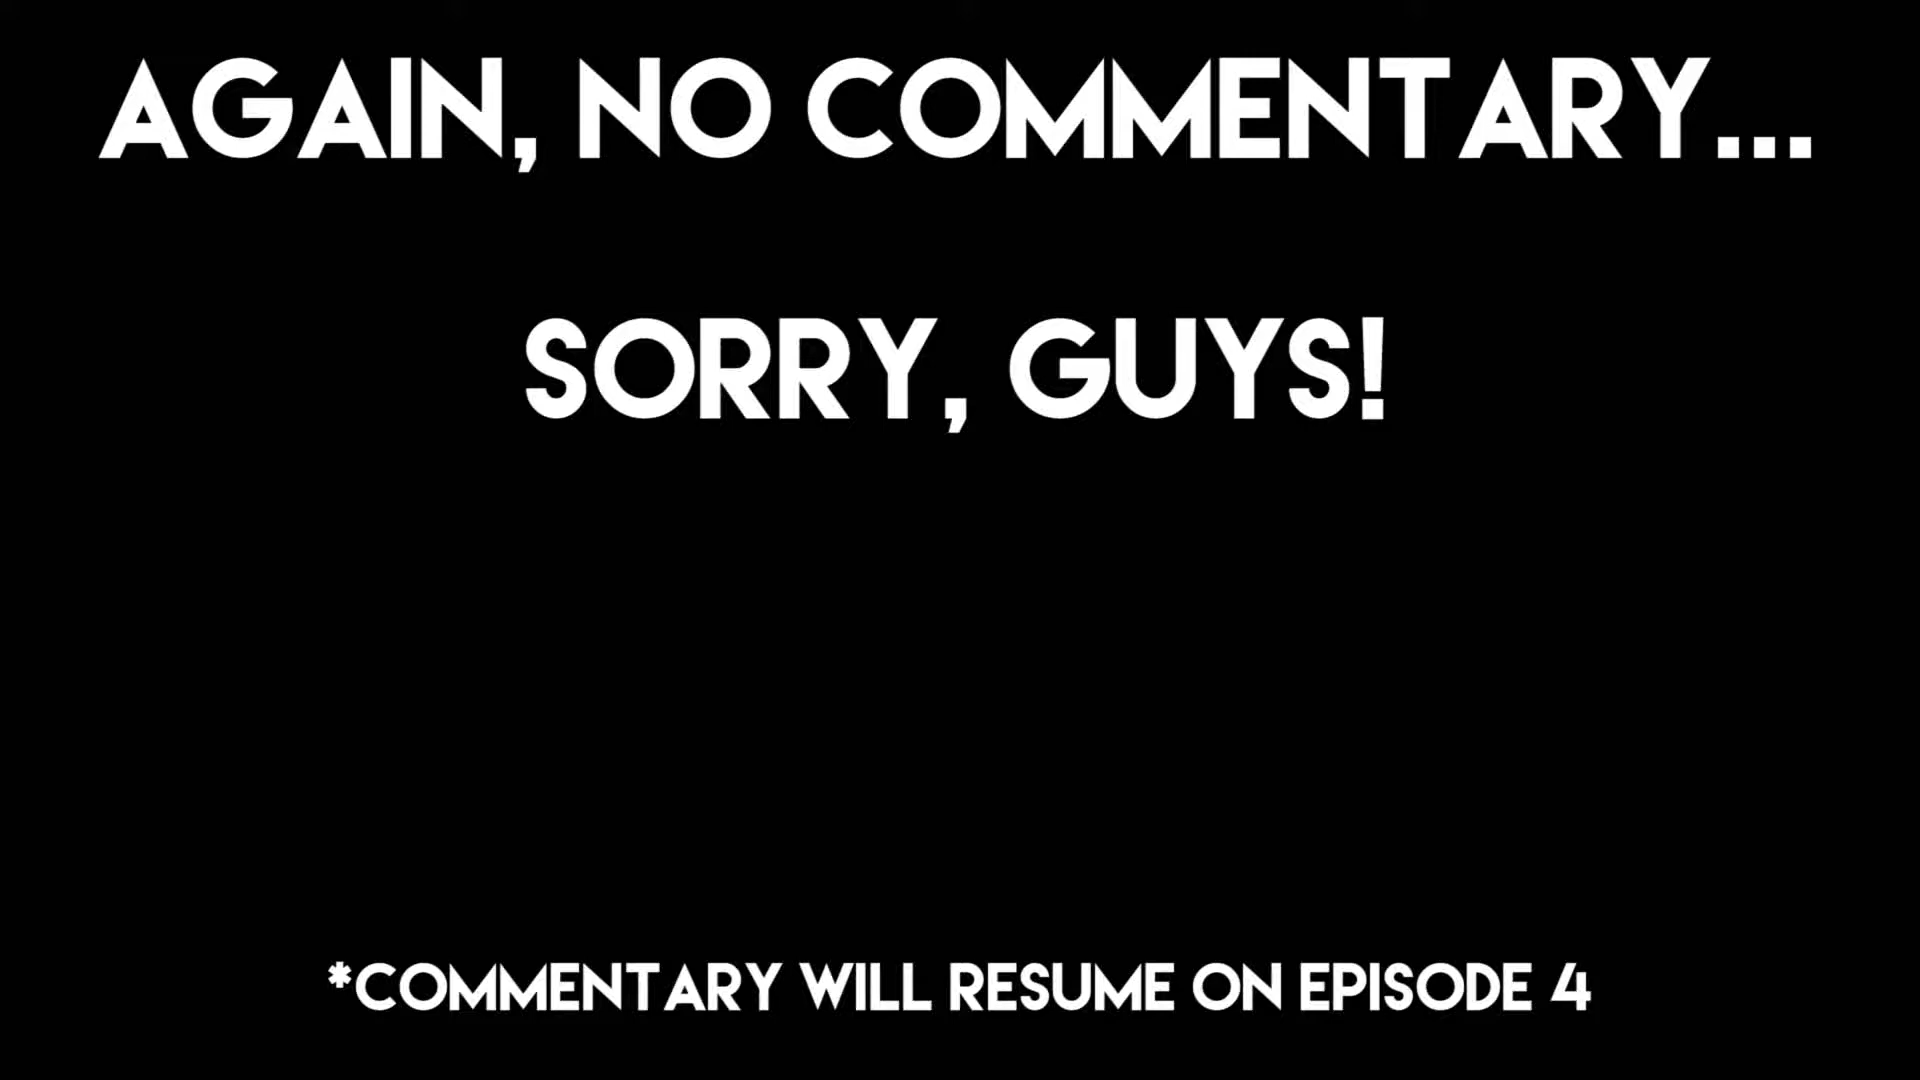 AGAIN, NO COMMENTARY...
SORRY, GUYS!
*COMMENTARY WILL RESUME ON EPISODE 4